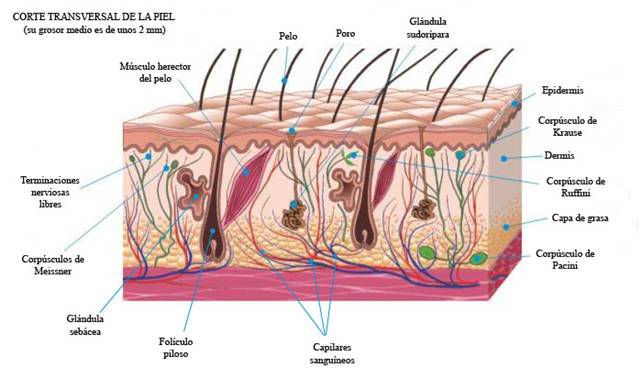 CORTE TRANSVERSAL DE LA PIEL
(su grosor medio es de unos 2 mm)
Pelo
Poro
Glándula
sudorípara
Músculo herector
del pelo
Epidermis
Corpúsculo de
Krause
Dermis
Corpúsculo de
Ruffini
Capa de grasa
Corpúsculo de
Pacini
Terminaciones
nerviosas
libres
Corpúsculos de
Meissner
Glándula
sebácea
Folículo
piloso
Capilares
sanguíneos